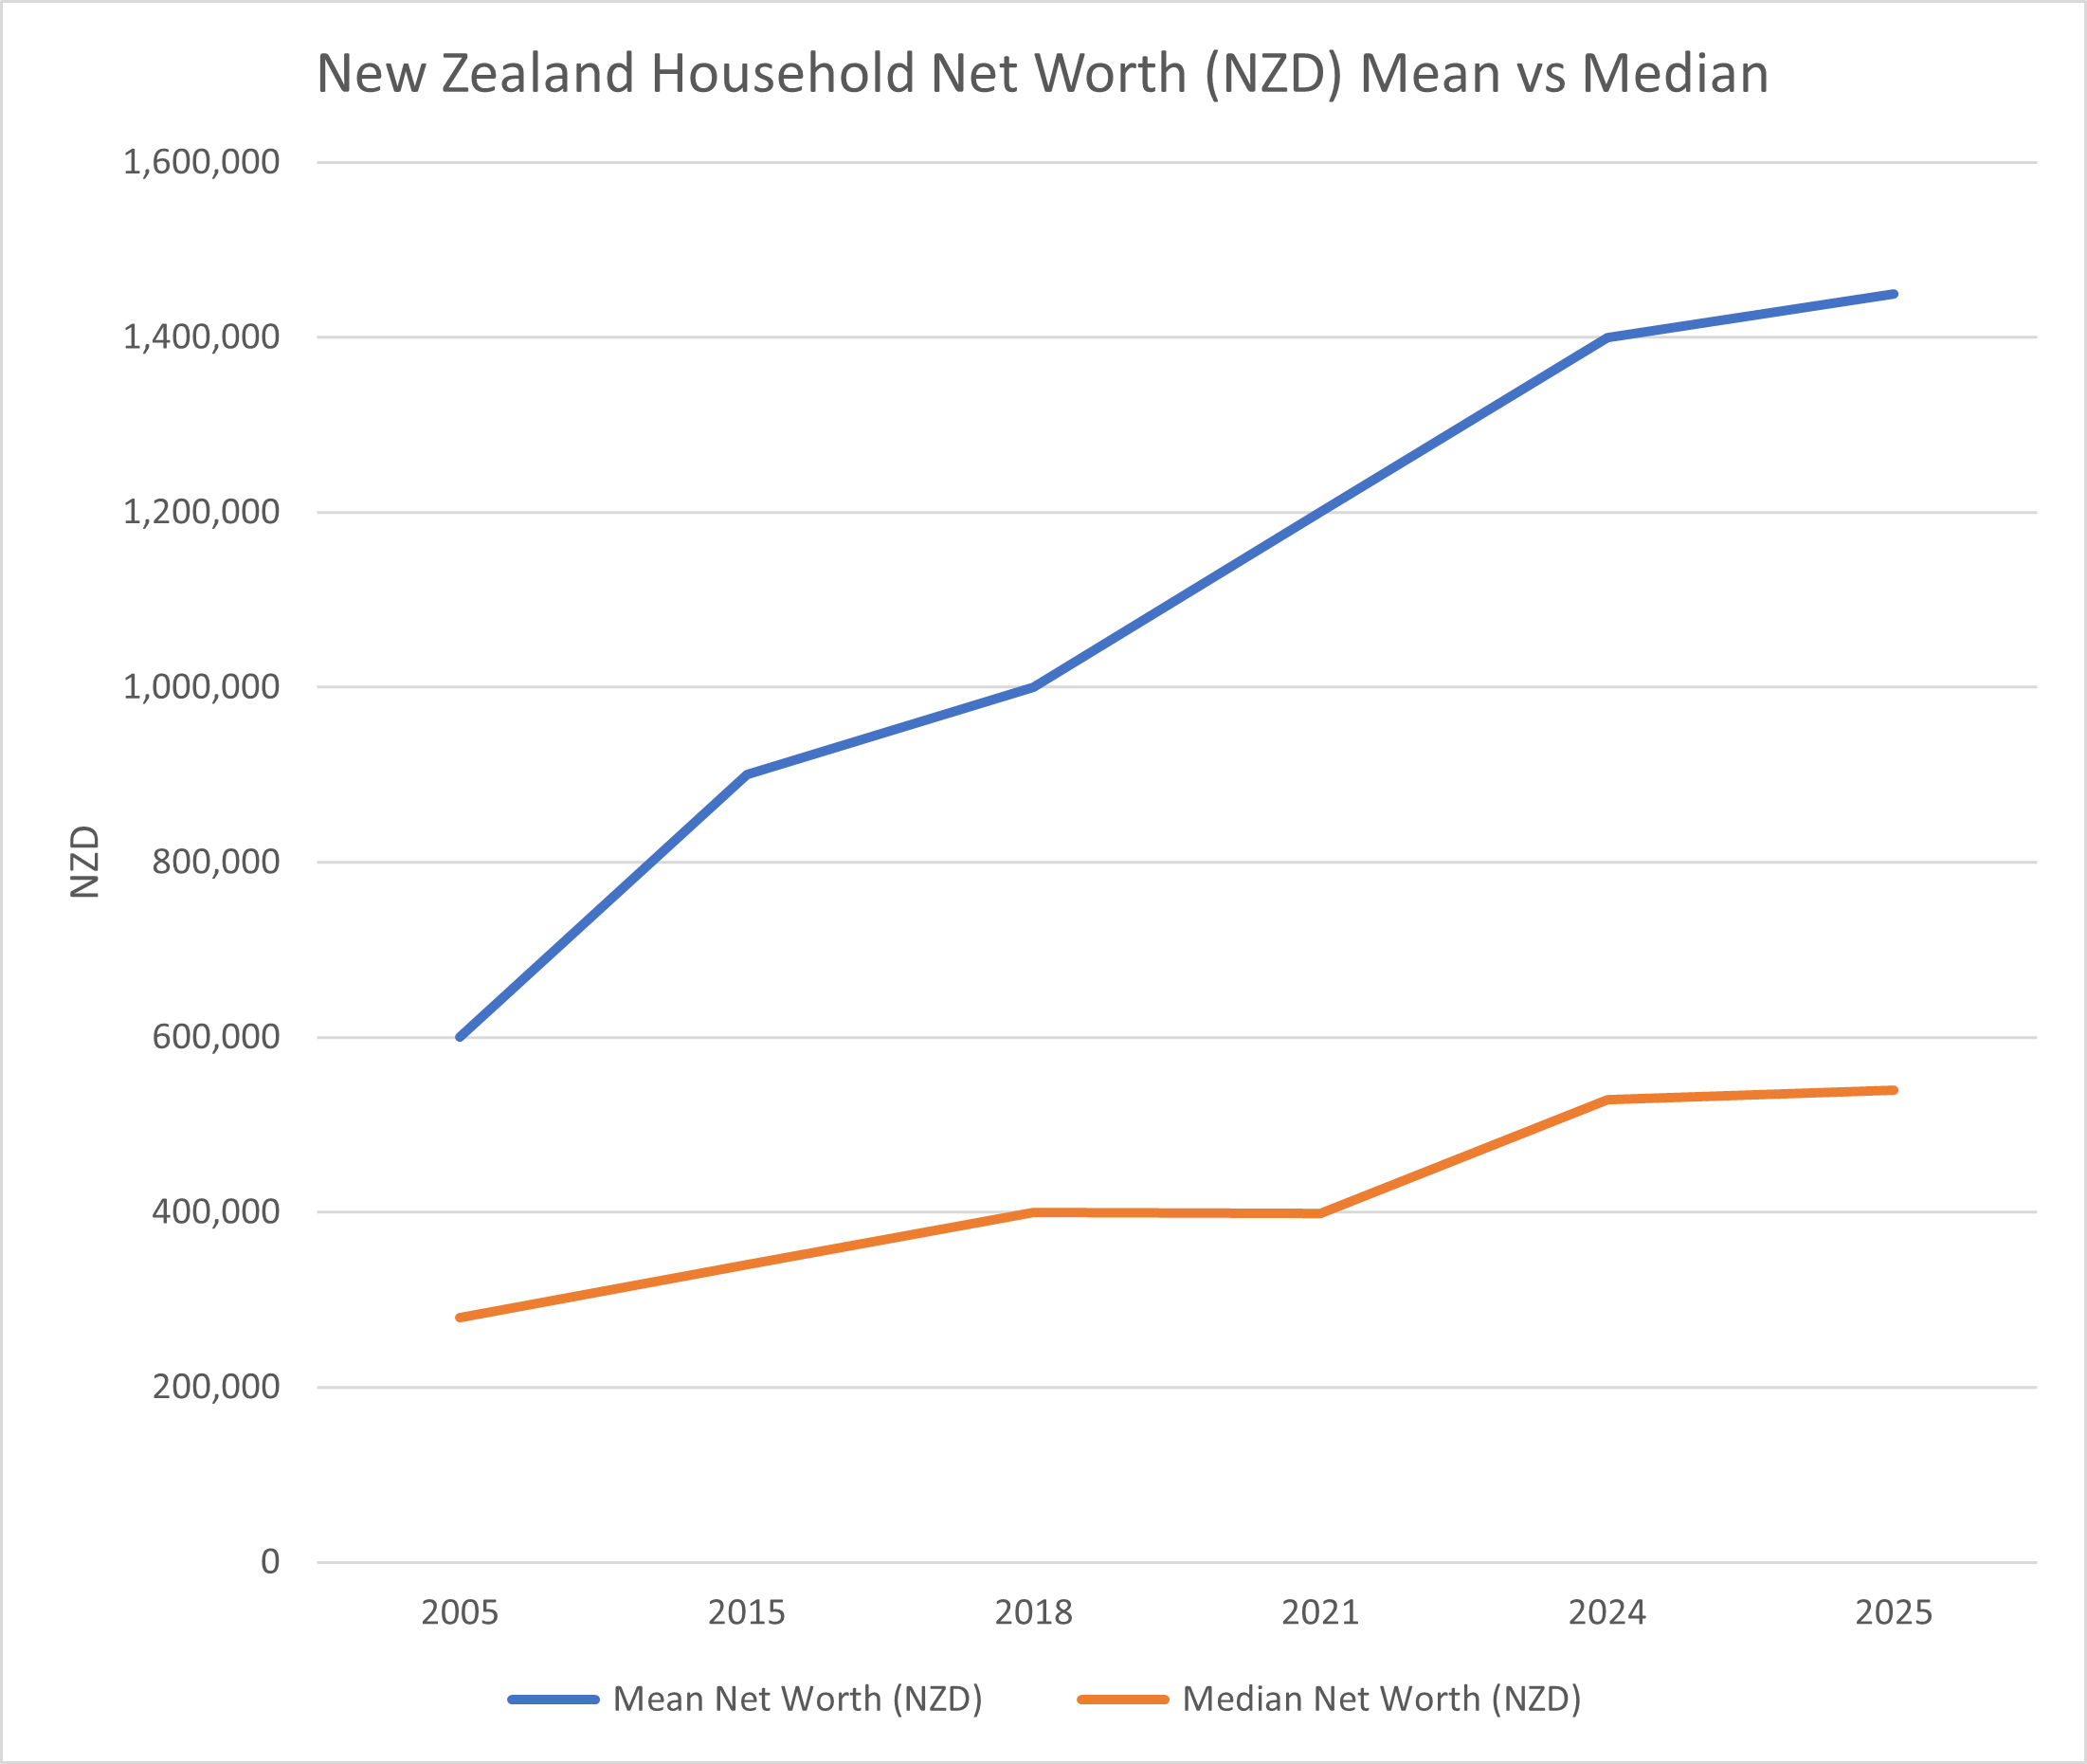 New Zealand Household Net Worth (NZD) Mean vs Median
1,600,000
1,400,000
1,200,000
1,000,000
800,000
600,000
400,000
200,000
0
NZD
2005 2015 2018 2021 2024 2025
Mean Net Worth (NZD) Median Net Worth (NZD)